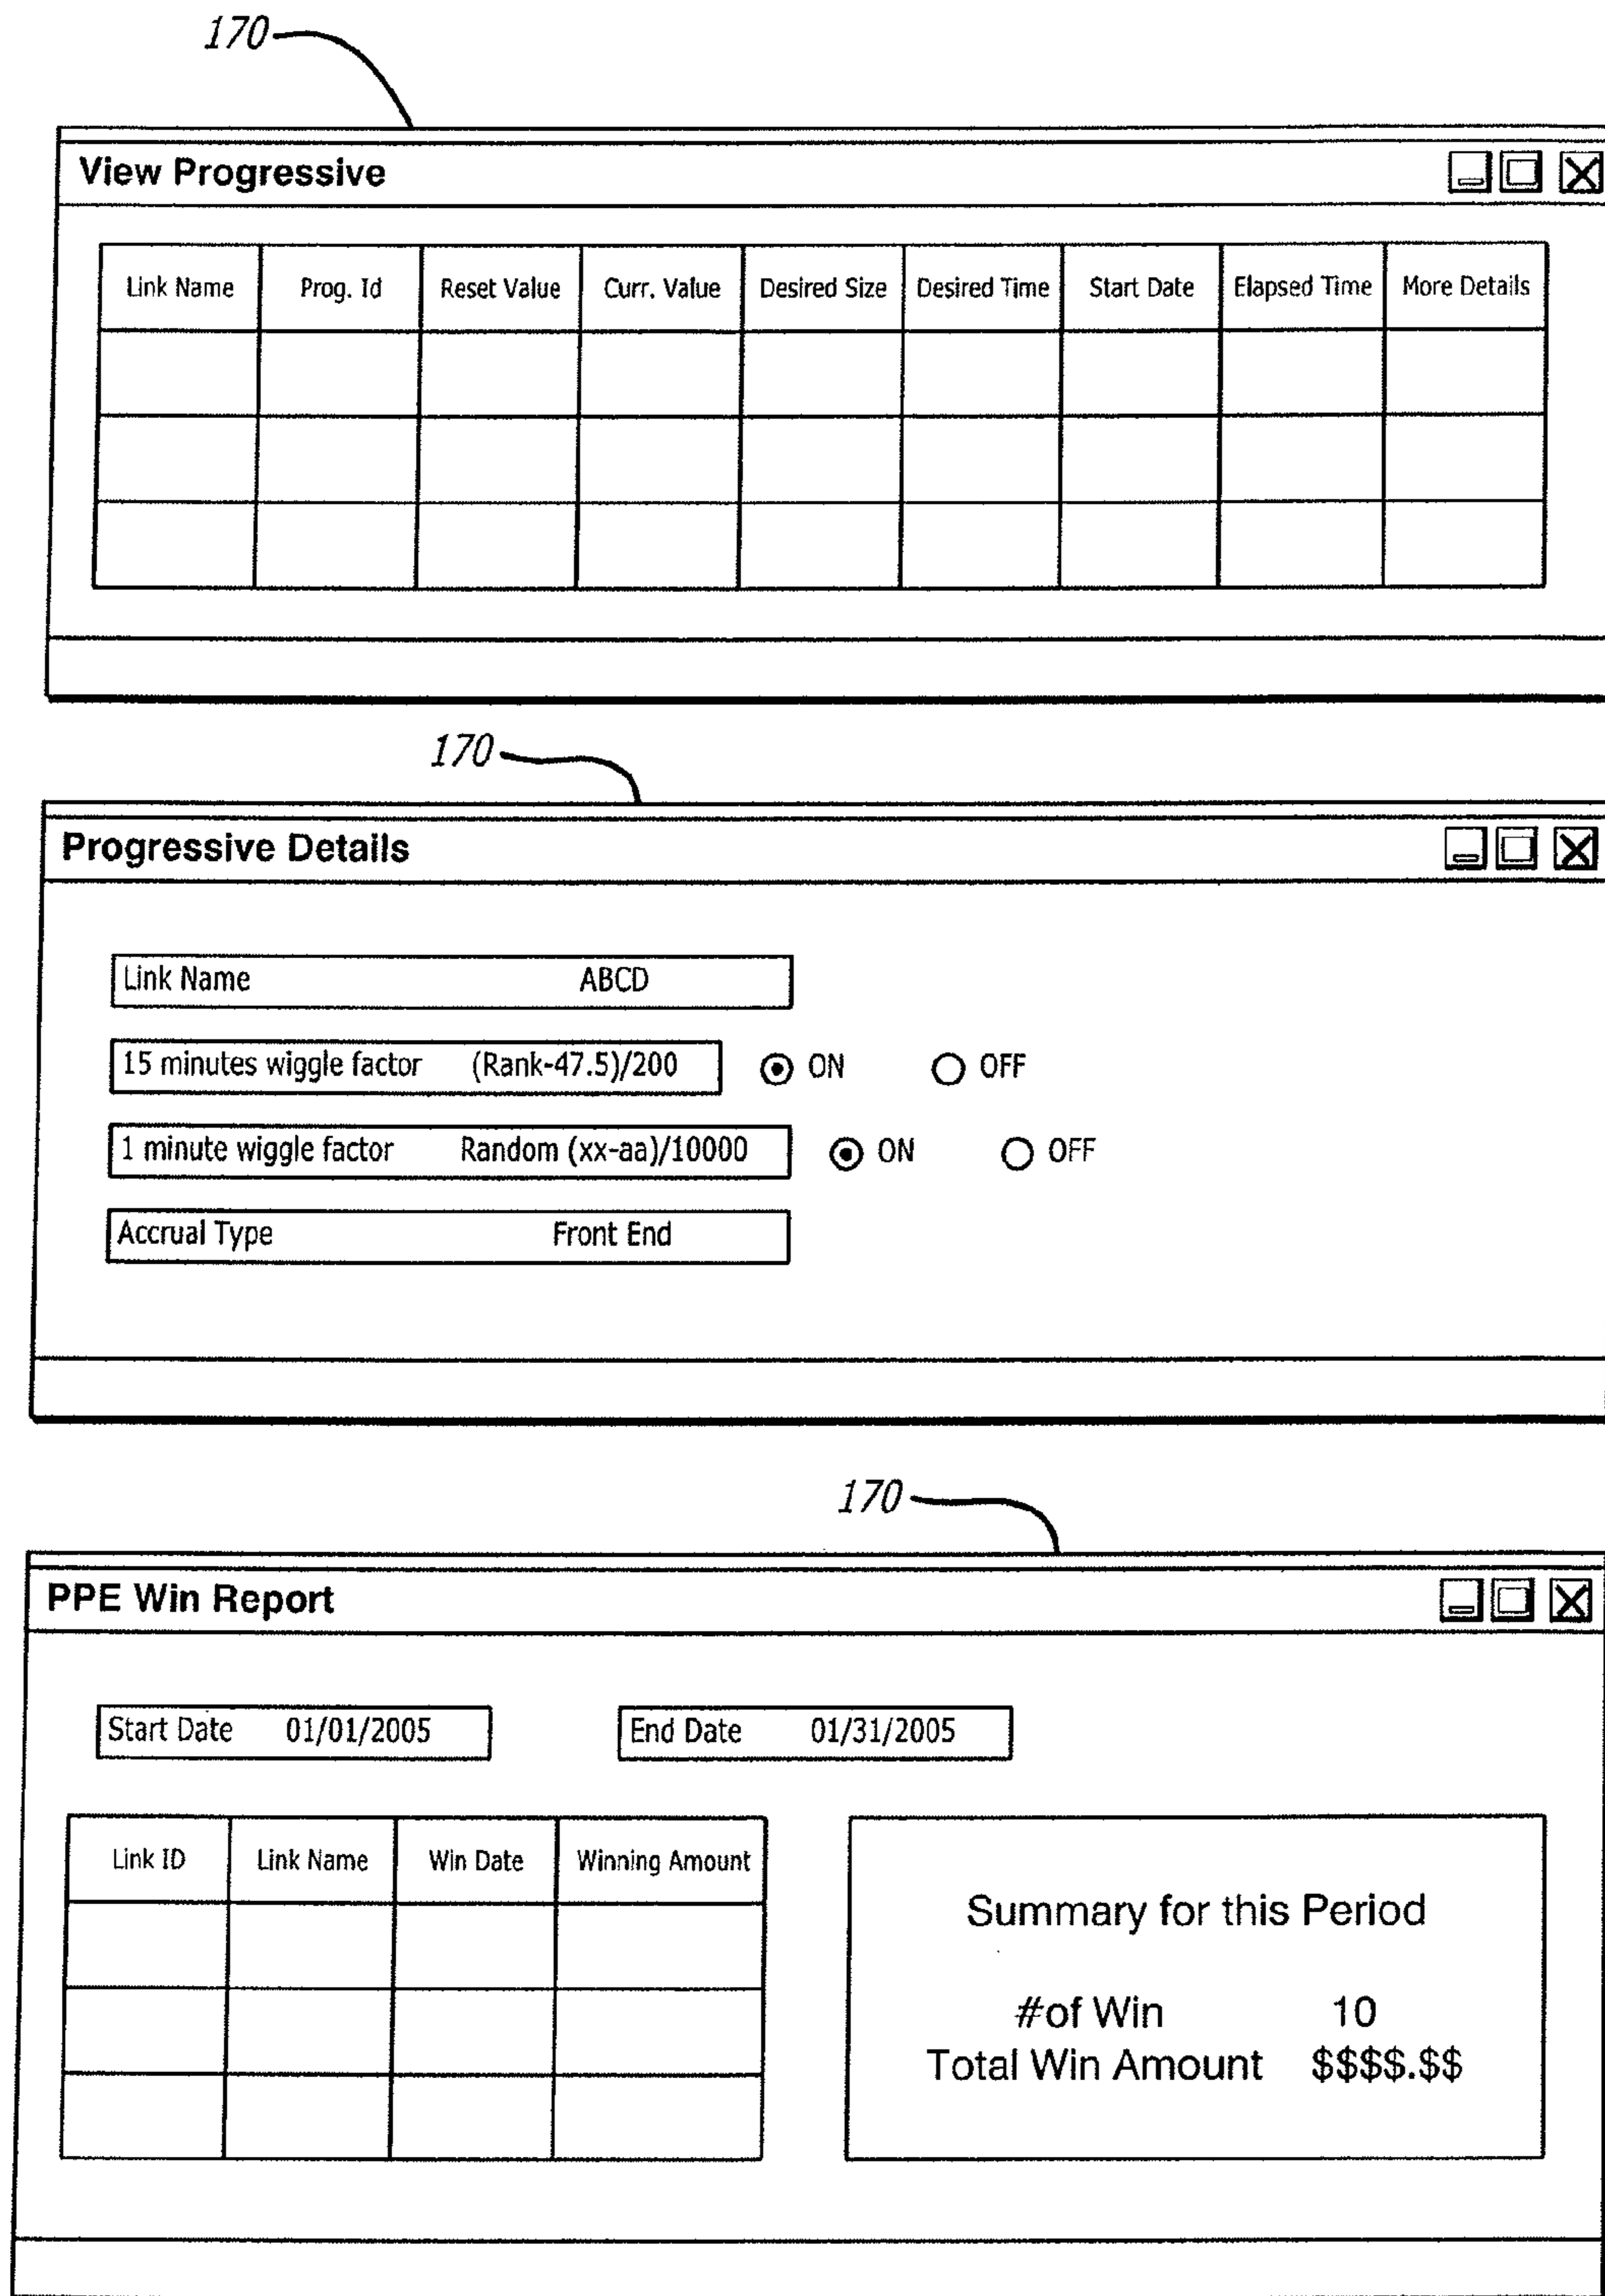 170
View Progressive
Link Name Prog. Id Reset Value Curr. Value Desired Size Desired Time Start Date Elapsed Time More Details
170
Progressive Details
Link Name ABCD
15 minutes wiggle factor (Rank-47.5)/200 ON OFF
1 minute wiggle factor Random (xx-aa)/10000 ON OFF
Accrual Type Front End
170
PPE Win Report
Start Date 01/01/2005 End Date 01/31/2005
Link ID Link Name Win Date Winning Amount
Summary for this Period
#of Win 10
Total Win Amount $$$$.$$